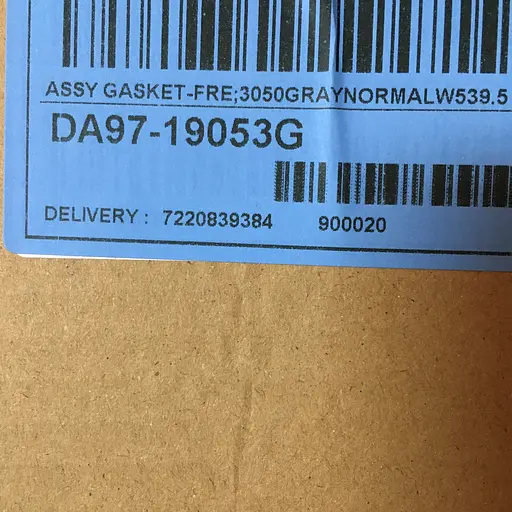 ASSY GASKET-FRE;3050GRAYNORMALW539.5
DA97-19053G
DELIVERY : 7220839384 900020